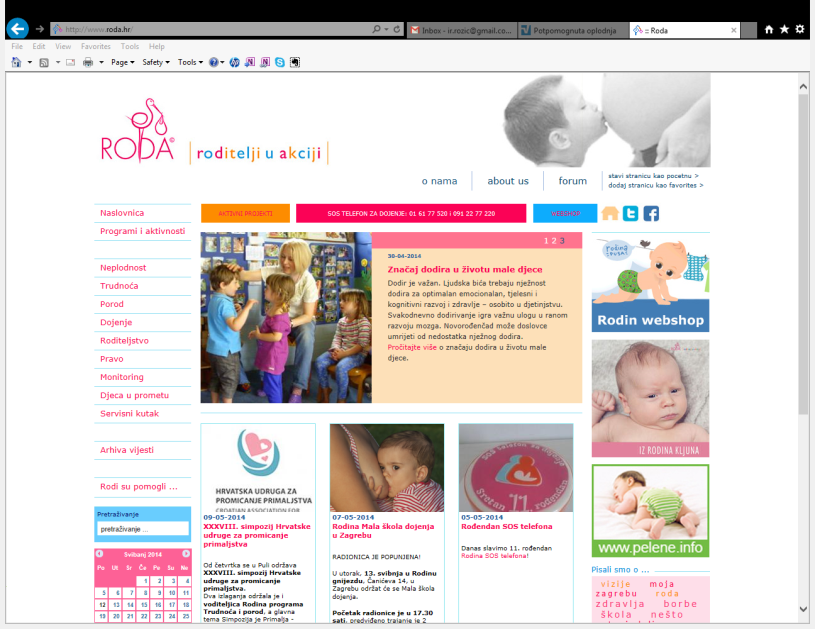 http://www.roda.hr/
Inbox - ir.rozic@gmail.co...
Potpomognuta oplodnja
:: Roda
File Edit View Favorites Tools Help
Page Safety Tools
RODA®
roditelji u akciji
o nama
about us
forum
stavi stranicu kao pocetnu >
dodaj stranicu kao favorites >
Naslovnica
Programi i aktivnosti
Neplodnost
Trudnoća
Porod
Dojenje
Roditeljstvo
Pravo
Monitoring
Djeca u prometu
Servisni kutak
Arhiva vijesti
Rodi su pomogli ...
Pretraživanje
pretraživanje ...
Svibanj 2014
Po Ut Sr Če Pe Su Ne
1 2 3 4
5 6 7 8 9 10 11
12 13 14 15 16 17 18
19 20 21 22 23 24 25
AKTIVNI PROJEKTI
SOS TELEFON ZA DOJENJE: 01 61 77 520 i 091 22 77 220
WEBSHOP
1 2 3
30-04-2014
Značaj dodira u životu male djece
Dodir je važan. Ljudska bića trebaju nježnost
dodira za optimalan emocionalan, tjelesni i
kognitivni razvoj i zdravlje – osobito u djetinjstvu.
Svakodnevno dodirivanje igra važnu ulogu u ranom
razvoju mozga. Novorođenčad može doslovce
umrijeti od nedostatka nježnog dodira.
Pročitajte više o značaju dodira u životu male
djece.
HRVATSKA UDRUGA ZA
PROMICANJE PRIMALJSTVA
CROATIAN ASSOCIATION FOR
09-05-2014
XXXVIII. simpozij Hrvatske
udruge za promicanje
primaljstva
Od četvrtka se u Puli održava
XXXVIII. simpozij Hrvatske
udruge za promicanje
primaljstva.
Dva izlaganja održala je i
voditeljica Rodina programa
Trudnoća i porod, a glavna
tema Simpozija je Primalja -
07-05-2014
Rodina Mala škola dojenja
u Zagrebu
RADIONICA JE POPUNJENA!
U utorak, 13. svibnja u Rodinu
gnijezdu, Čanićeva 14, u
Zagrebu održat će se Mala škola
dojenja.
Početak radionice je u 17.30
sati, predviđeno trajanje je 2
05-05-2014
Rođendan SOS telefona
Danas slavimo 11. rođendan
Rodina SOS telefona!
Rodin webshop
IZ RODINA KLJUNA
www.pelene.info
Pisali smo o ...
vizije moja
zagrebu roda
zdravlja borbe
škola nešto